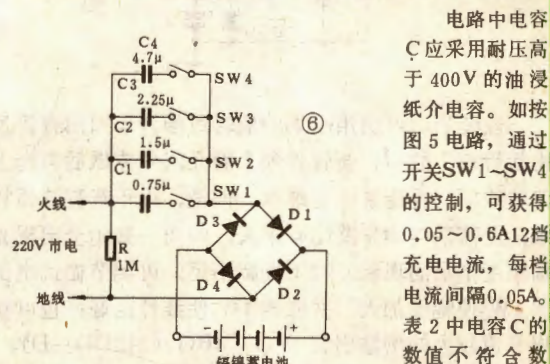 C4
4.7μ
SW4
C3
2.25μ
SW3
C2
1.5μ
SW2
C1
0.75μ
SW1
火线
220V市电
R
1M
地线
D3
D1
D4
D2
-
+
⑥
电路中电容
C应采用耐压高
于400V的油浸
纸介电容．如按
图5电路，通过
开关SW1~SW4
的控制，可获得
0.05~0.6A12档
充电电流，每档
电流间隔0.05A。
表2中电容C的
数值不符合数